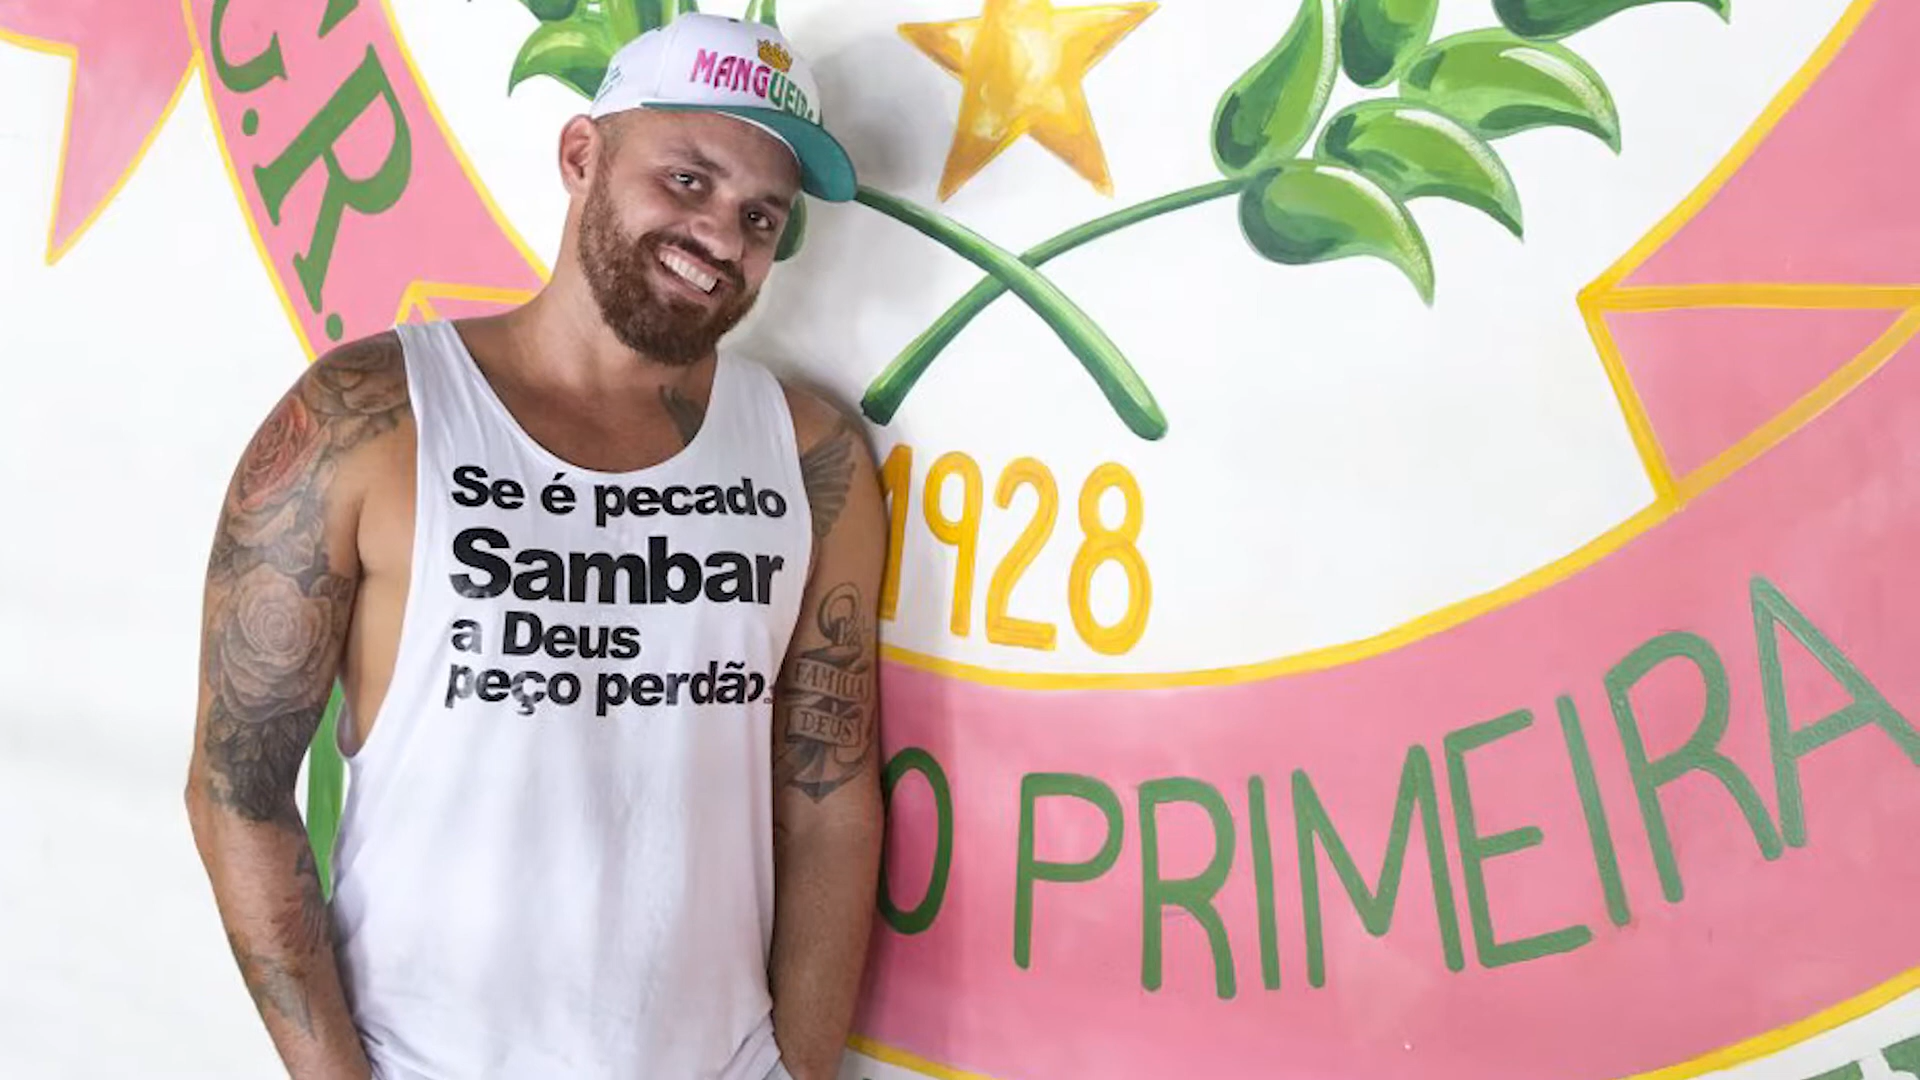 G.R.
MANGUEIRA
Se é pecado
Sambar
a Deus
peço perdão.
FAMILIA
DEUS
1928
O PRIMEIRA